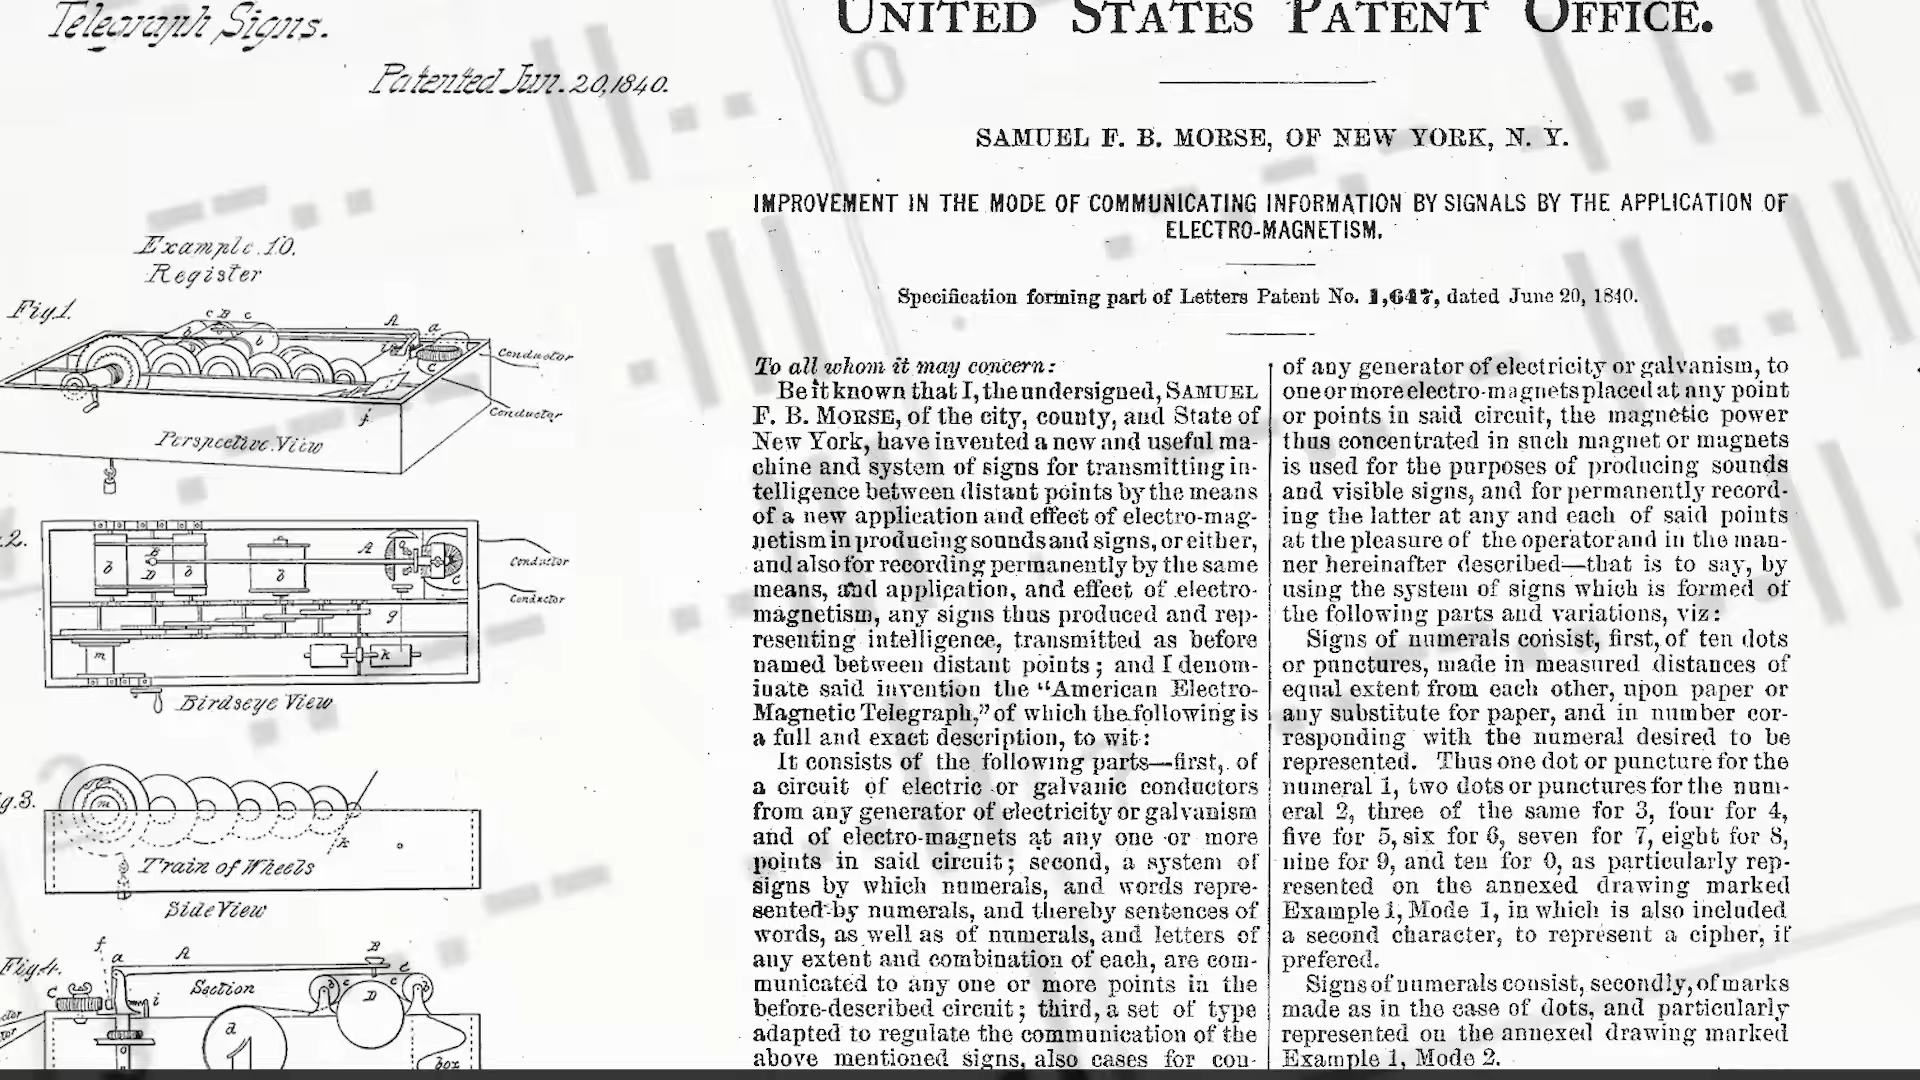 Telegraph Signs.
Patented Jun. 20, 1840.
Example. 10.
Register
Fig 1.
c B c
A
a
b
b
i
C
f
Conductor
Conductor
Perspective. View
2.
A
B
D
b
b
b
g
C
g
m
k
Conductor
Conductor
Birdseye View
g.3.
m
k
Train of Wheels
Side View
Fig 4.
f
a
A
B
c
i
Section
b
c
D
c
b
d
1
box
UNITED STATES PATENT OFFICE.
SAMUEL F. B. MORSE, OF NEW YORK, N. Y.
IMPROVEMENT IN THE MODE OF COMMUNICATING INFORMATION BY SIGNALS BY THE APPLICATION OF
ELECTRO-MAGNETISM.
Specification forming part of Letters Patent No. 1,647, dated June 20, 1840.
To all whom it may concern:
Be it known that I, the undersigned, SAMUEL
F. B. MORSE, of the city, county, and State of
New York, have invented a new and useful ma-
chine and system of signs for transmitting in-
telligence between distant points by the means
of a new application and effect of electro-mag-
netism in producing sounds and signs, or either,
and also for recording permanently by the same
means, and application, and effect of electro-
magnetism, any signs thus produced and rep-
resenting intelligence, transmitted as before
named between distant points; and I denom-
inate said invention the "American Electro-
Magnetic Telegraph," of which the following is
a full and exact description, to wit:
It consists of the following parts—first, of
a circuit of electric or galvanic conductors
from any generator of electricity or galvanism
and of electro-magnets at any one or more
points in said circuit; second, a system of
signs by which numerals, and words repre-
sented by numerals, and thereby sentences of
words, as well as of numerals, and letters of
any extent and combination of each, are com-
municated to any one or more points in the
before-described circuit; third, a set of type
adapted to regulate the communication of the
above mentioned signs, also cases for con-
of any generator of electricity or galvanism, to
one or more electro-magnets placed at any point
or points in said circuit, the magnetic power
thus concentrated in such magnet or magnets
is used for the purposes of producing sounds
and visible signs, and for permanently record-
ing the latter at any and each of said points
at the pleasure of the operator and in the man-
ner hereinafter described—that is to say, by
using the system of signs which is formed of
the following parts and variations, viz:
Signs of numerals consist, first, of ten dots
or punctures, made in measured distances of
equal extent from each other, upon paper or
any substitute for paper, and in number cor-
responding with the numeral desired to be
represented. Thus one dot or puncture for the
numeral 1, two dots or punctures for the num-
eral 2, three of the same for 3, four for 4,
five for 5, six for 6, seven for 7, eight for 8,
nine for 9, and ten for 0, as particularly rep-
resented on the annexed drawing marked
Example 1, Mode 1, in which is also included
a second character, to represent a cipher, if
prefered.
Signs of numerals consist, secondly, of marks
made as in the case of dots, and particularly
represented on the annexed drawing marked
Example 1, Mode 2.